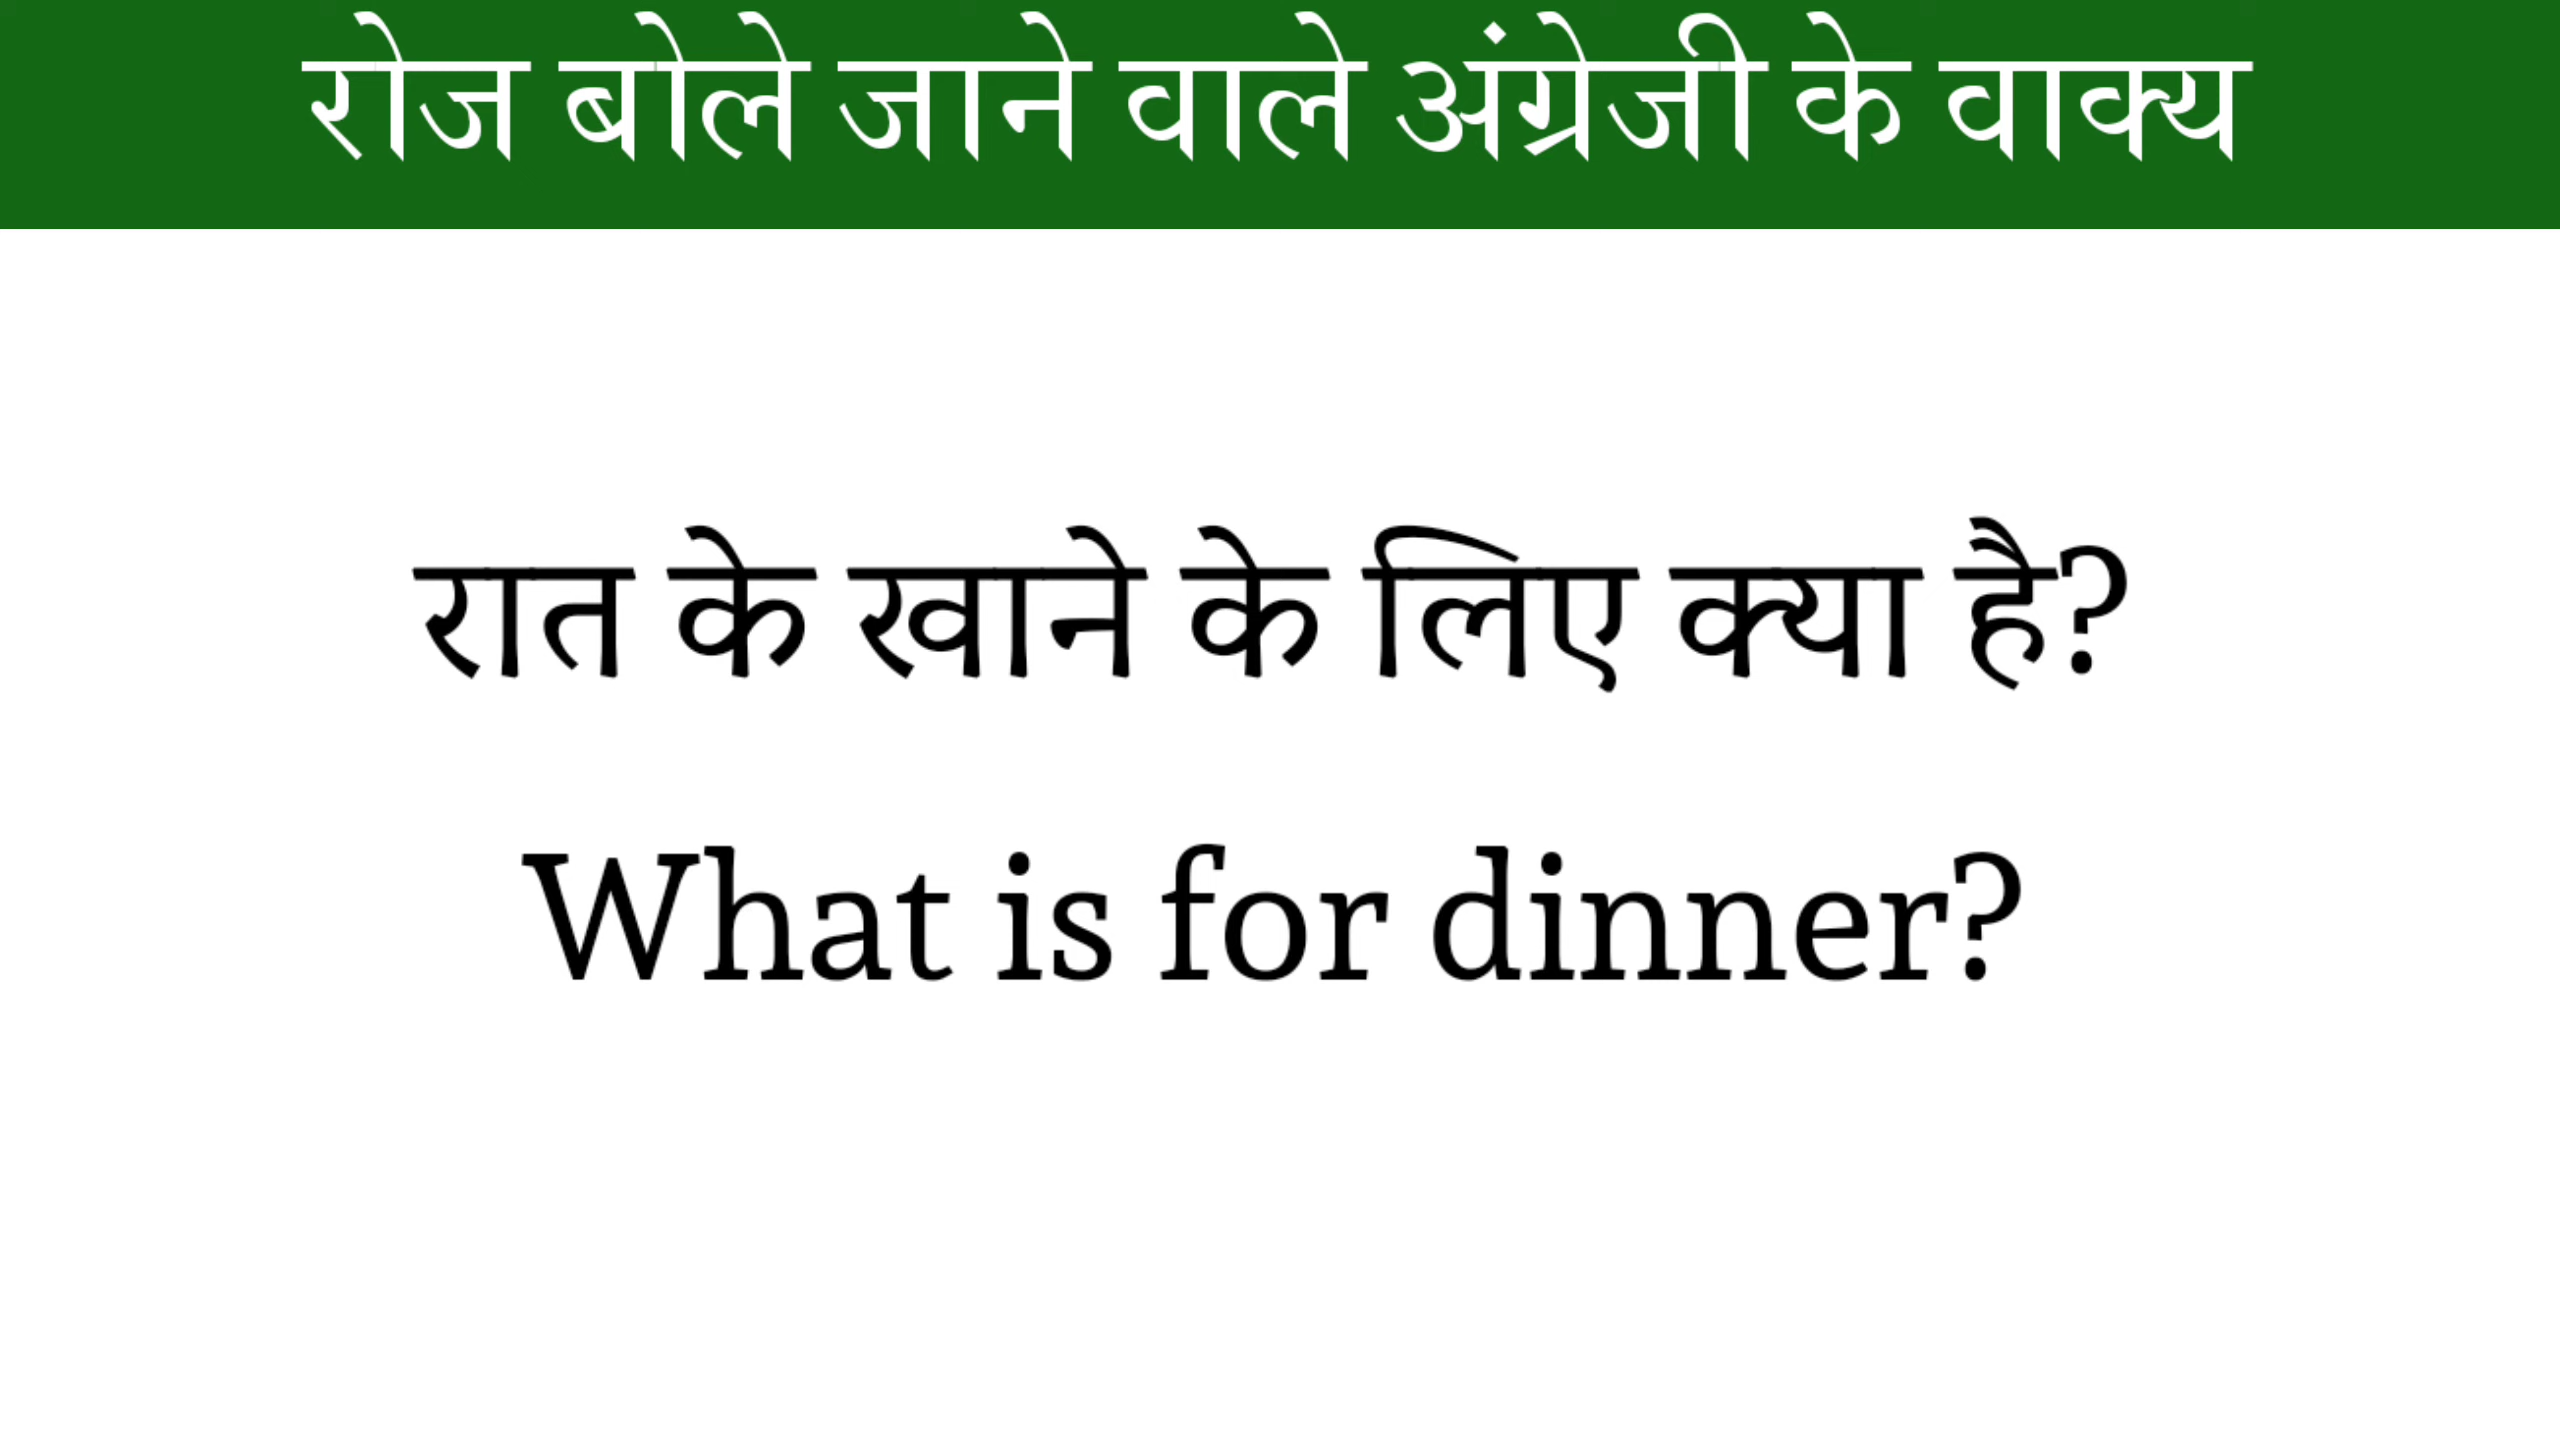 रोज बोले जाने वाले अंग्रेजी के वाक्य
रात के खाने के लिए क्या है?
What is for dinner?